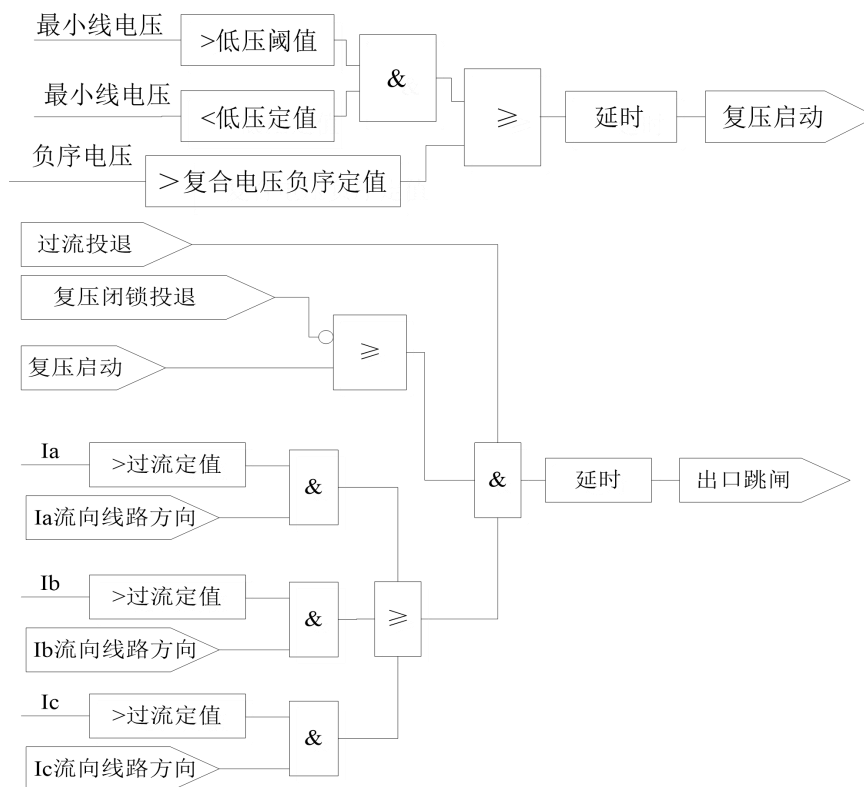 最小线电压
>低压阈值
&
最小线电压
<低压定值
≥
延时
复压启动
负序电压
>复合电压负序定值
过流投退
复压闭锁投退
≥
复压启动
Ia
>过流定值
&
Ia流向线路方向
&
延时
出口跳闸
Ib
>过流定值
&
≥
Ib流向线路方向
Ic
>过流定值
&
Ic流向线路方向